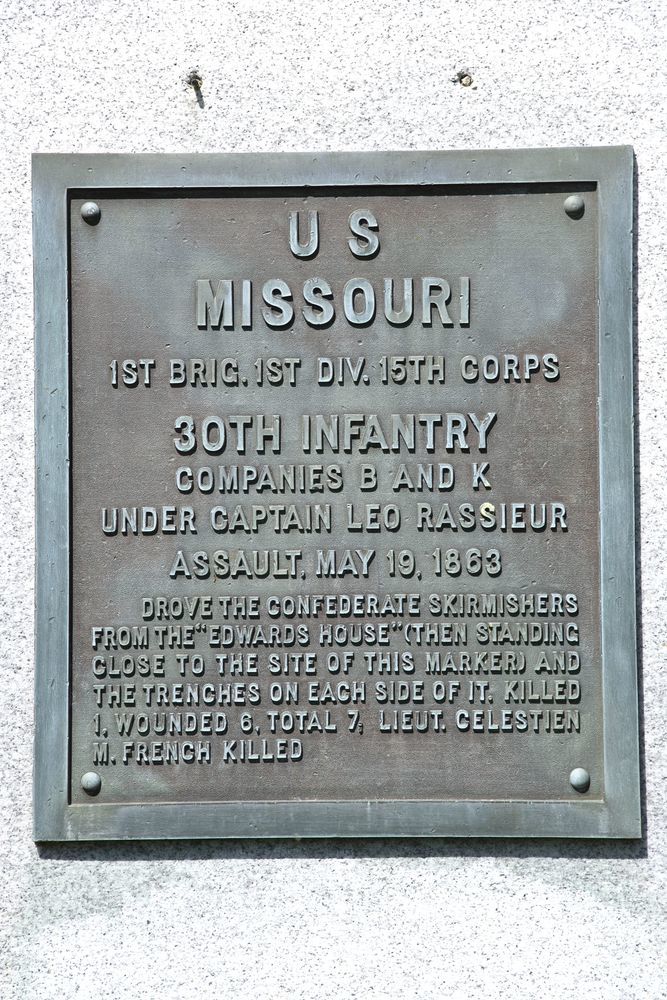 U S
MISSOURI
1ST BRIG. 1ST DIV. 15TH CORPS
30TH INFANTRY
COMPANIES B AND K
UNDER CAPTAIN LEO RASSIEUR
ASSAULT, MAY 19, 1863
DROVE THE CONFEDERATE SKIRMISHERS
FROM THE "EDWARDS HOUSE" (THEN STANDING
CLOSE TO THE SITE OF THIS MARKER) AND
THE TRENCHES ON EACH SIDE OF IT. KILLED
1, WOUNDED 6, TOTAL 7; LIEUT. CELESTIEN
M. FRENCH KILLED